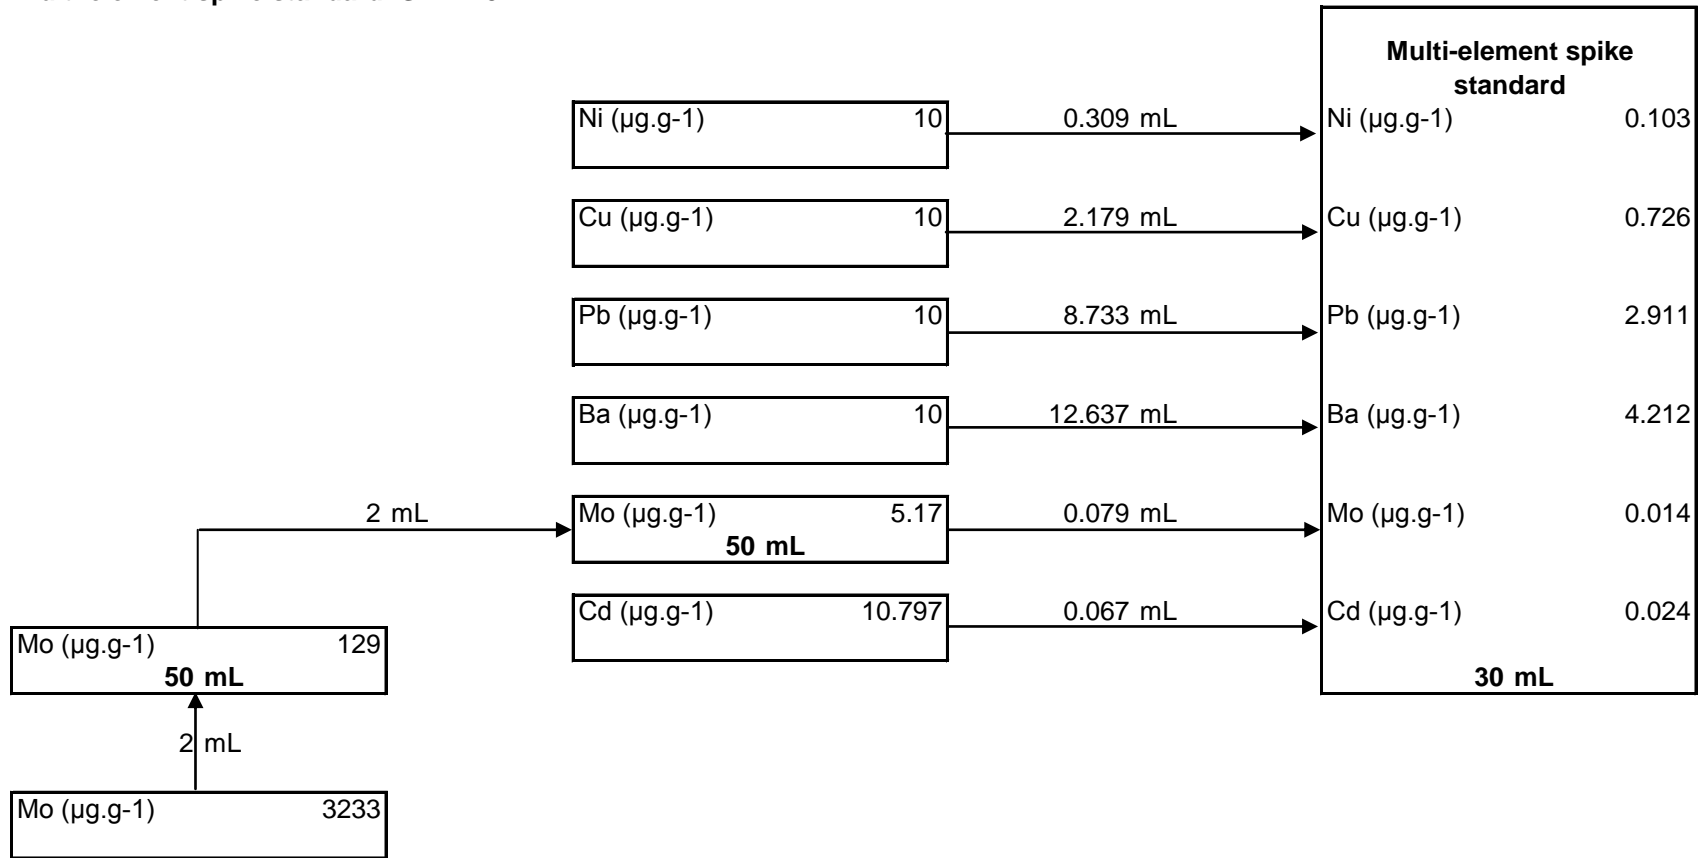 Multi-element spike
standard
Ni (µg.g-1) 10 0.309 mL Ni (µg.g-1) 0.103
Cu (µg.g-1) 10 2.179 mL Cu (µg.g-1) 0.726
Pb (µg.g-1) 10 8.733 mL Pb (µg.g-1) 2.911
Ba (µg.g-1) 10 12.637 mL Ba (µg.g-1) 4.212
2 mL Mo (µg.g-1) 5.17 0.079 mL Mo (µg.g-1) 0.014
50 mL
Cd (µg.g-1) 10.797 0.067 mL Cd (µg.g-1) 0.024
Mo (µg.g-1) 129
50 mL 30 mL
2 mL
Mo (µg.g-1) 3233